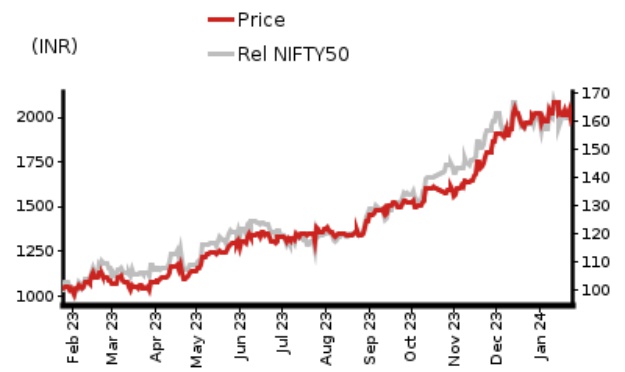 Price
(INR)
Rel NIFTY50
170
2000
160
1750
150
140
1500
130
120
1250
110
1000
100
Feb 23
Mar 23
Apr 23
May 23
Jun 23
Jul 23
Aug 23
Sep 23
Oct 23
Nov 23
Dec 23
Jan 24